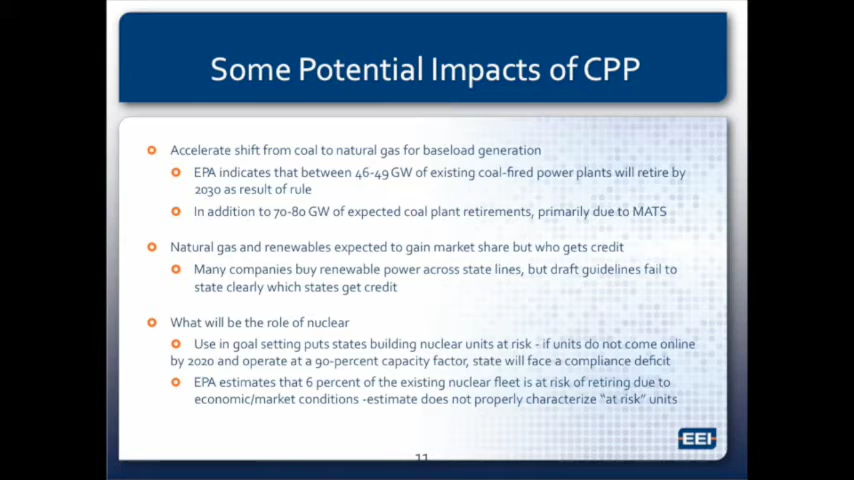 Some Potential Impacts of CPP
Accelerate shift from coal to natural gas for baseload generation
EPA indicates that between 46-49 GW of existing coal-fired power plants will retire by
2030 as result of rule
In addition to 70-80 GW of expected coal plant retirements, primarily due to MATS
Natural gas and renewables expected to gain market share but who gets credit
Many companies buy renewable power across state lines, but draft guidelines fail to
state clearly which states get credit
What will be the role of nuclear
Use in goal setting puts states building nuclear units at risk - if units do not come online
by 2020 and operate at a 90-percent capacity factor, state will face a compliance deficit
EPA estimates that 6 percent of the existing nuclear fleet is at risk of retiring due to
economic/market conditions -estimate does not properly characterize “at risk” units
EEI
11